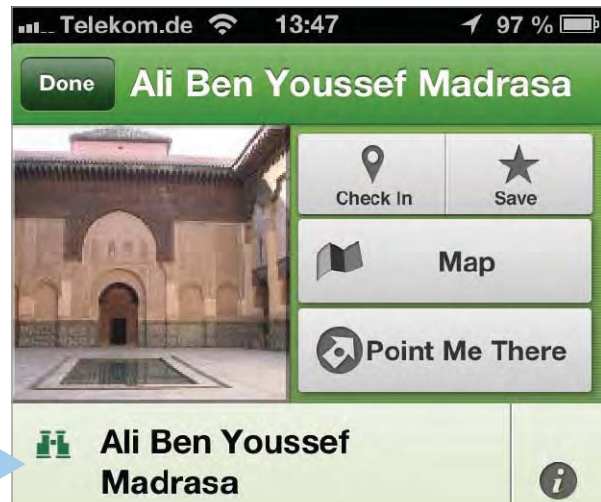 Telekom.de 13:47 97 %
Done Ali Ben Youssef Madrasa
Check In Save
Map
Point Me There
Ali Ben Youssef
Madrasa
i